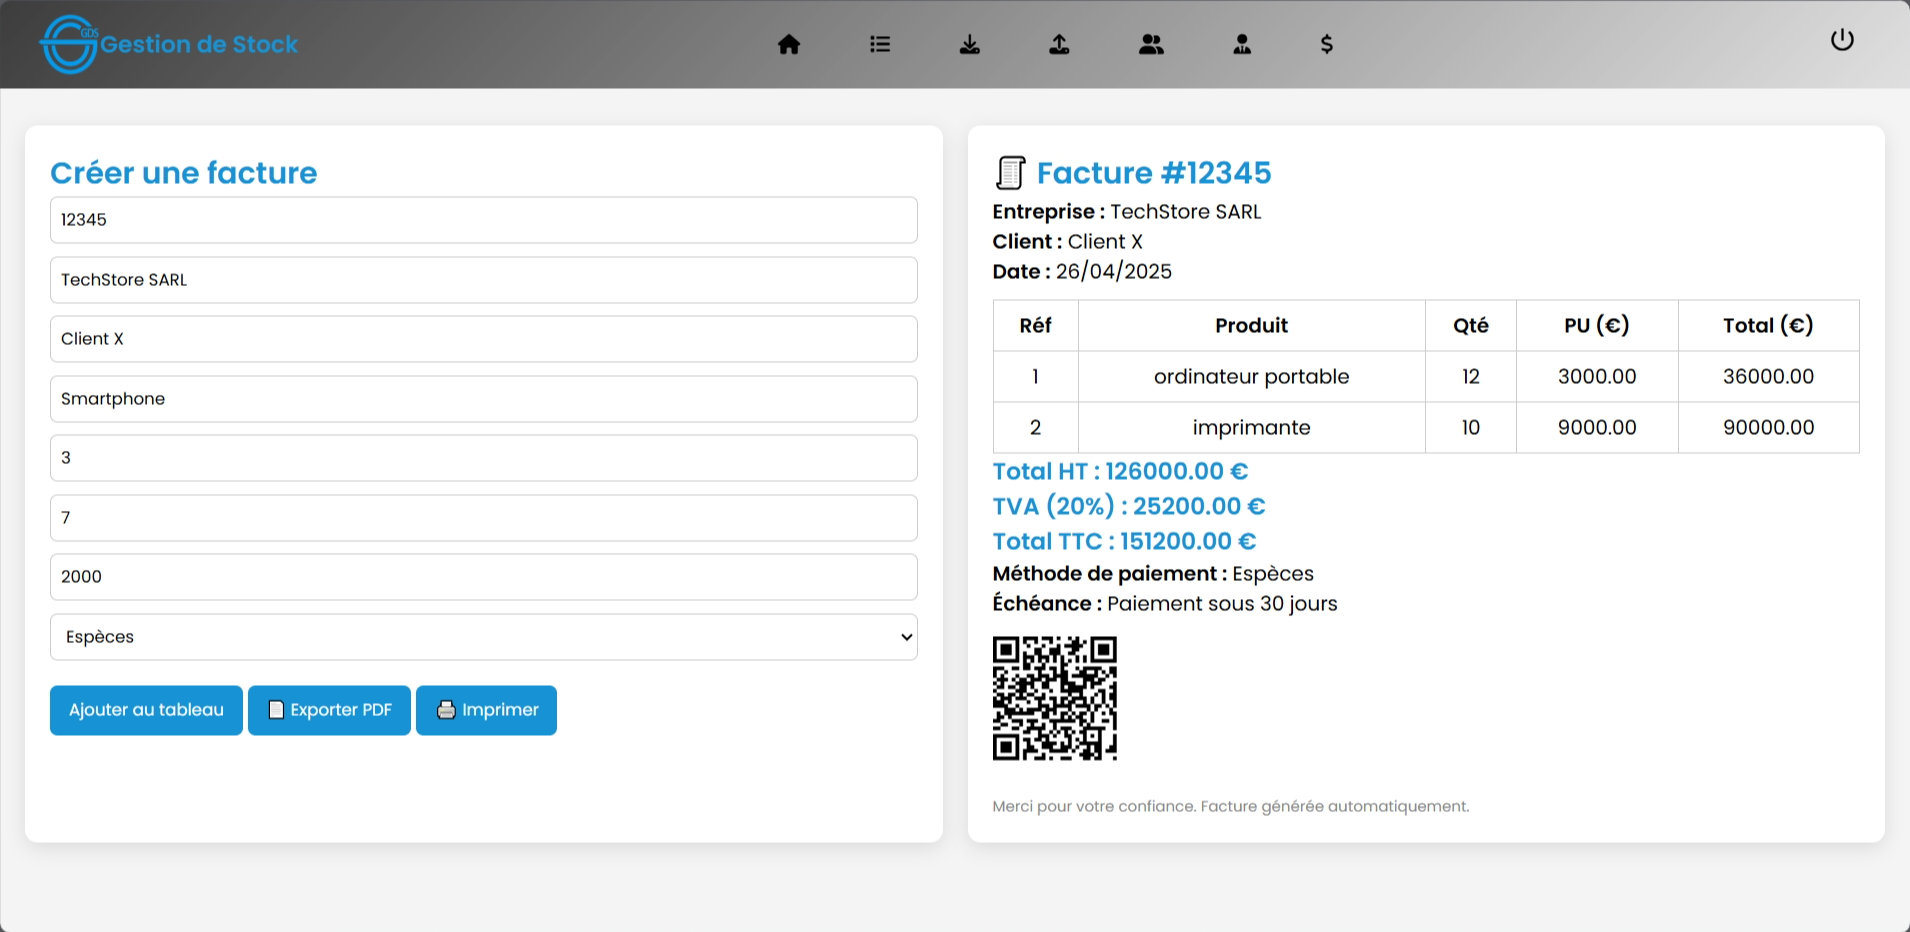 GDS
Gestion de Stock
Créer une facture
12345
TechStore SARL
Client X
Smartphone
3
7
2000
Espèces
Ajouter au tableau
Exporter PDF
Imprimer
Facture #12345
Entreprise : TechStore SARL
Client : Client X
Date : 26/04/2025
Réf Produit Qté PU (€) Total (€)
1 ordinateur portable 12 3000.00 36000.00
2 imprimante 10 9000.00 90000.00
Total HT : 126000.00 €
TVA (20%) : 25200.00 €
Total TTC : 151200.00 €
Méthode de paiement : Espèces
Échéance : Paiement sous 30 jours
Merci pour votre confiance. Facture générée automatiquement.